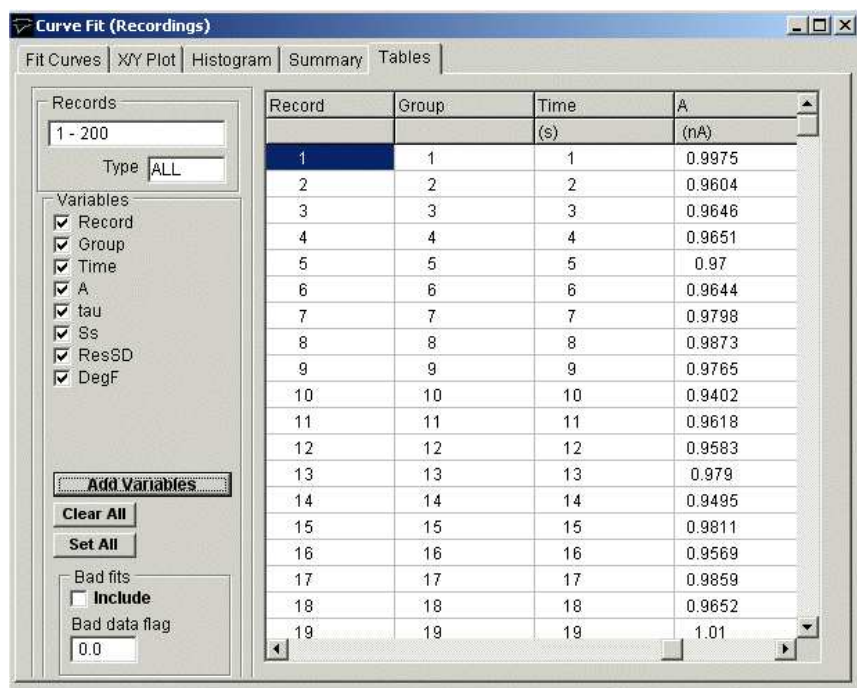 Curve Fit (Recordings)
Fit Curves X/Y Plot Histogram Summary Tables
Records
1 - 200
Type ALL
Variables
Record
Group
Time
A
tau
Ss
ResSD
DegF
Add Variables
Clear All
Set All
Bad fits
Include
Bad data flag
0.0
Record Group Time A
(s) (nA)
1 1 1 0.9975
2 2 2 0.9604
3 3 3 0.9646
4 4 4 0.9651
5 5 5 0.97
6 6 6 0.9644
7 7 7 0.9798
8 8 8 0.9873
9 9 9 0.9765
10 10 10 0.9402
11 11 11 0.9618
12 12 12 0.9583
13 13 13 0.979
14 14 14 0.9495
15 15 15 0.9811
16 16 16 0.9569
17 17 17 0.9859
18 18 18 0.9652
19 19 19 1.01